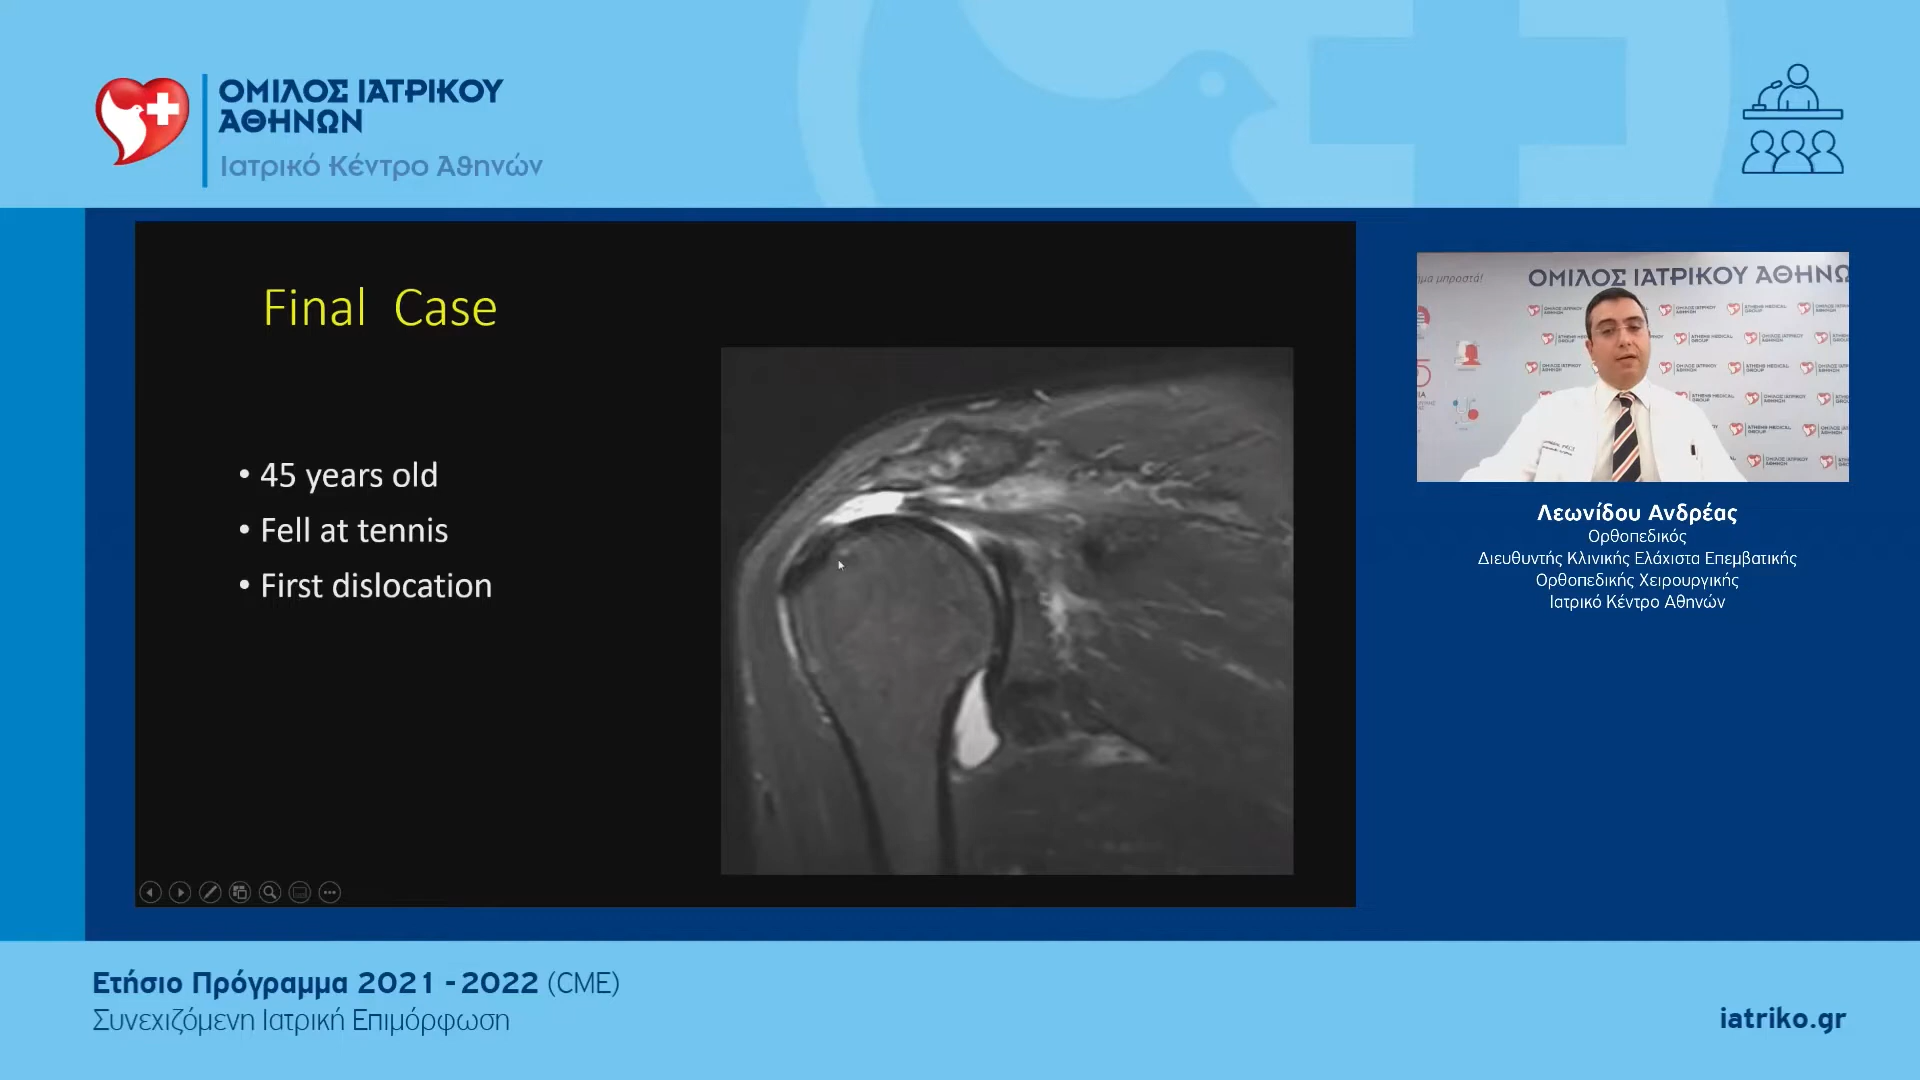 ΟΜΙΛΟΣ ΙΑΤΡΙΚΟΥ
ΑΘΗΝΩΝ
Ιατρικό Κέντρο Αθηνών
Final Case
• 45 years old
• Fell at tennis
• First dislocation
μπροστά!
ΟΜΙΛΟΣ ΙΑΤΡΙΚΟΥ ΑΘΗΝΩ
Λεωνίδου Ανδρέας
Ορθοπεδικός
Διευθυντής Κλινικής Ελάχιστα Επεμβατικής
Ορθοπεδικής Χειρουργικής
Ιατρικό Κέντρο Αθηνών
Ετήσιο Πρόγραμμα 2021 - 2022 (CME)
Συνεχιζόμενη Ιατρική Επιμόρφωση
iatriko.gr